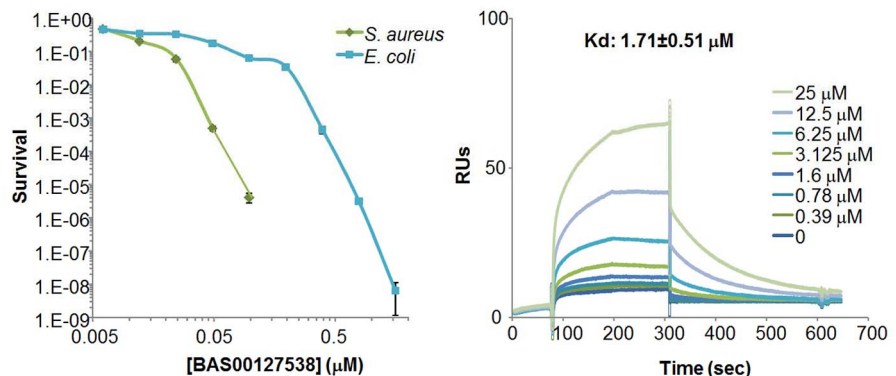 1.E+00
1.E-01
1.E-02
1.E-03
1.E-04
1.E-05
1.E-06
1.E-07
1.E-08
1.E-09
Survival
0.005
0.05
0.5
[BAS00127538] (µM)
S. aureus
E. coli
100
50
0
RUs
Kd: 1.71±0.51 µM
25 µM
12.5 µM
6.25 µM
3.125 µM
1.6 µM
0.78 µM
0.39 µM
0
0
100
200
300
400
500
600
700
Time (sec)